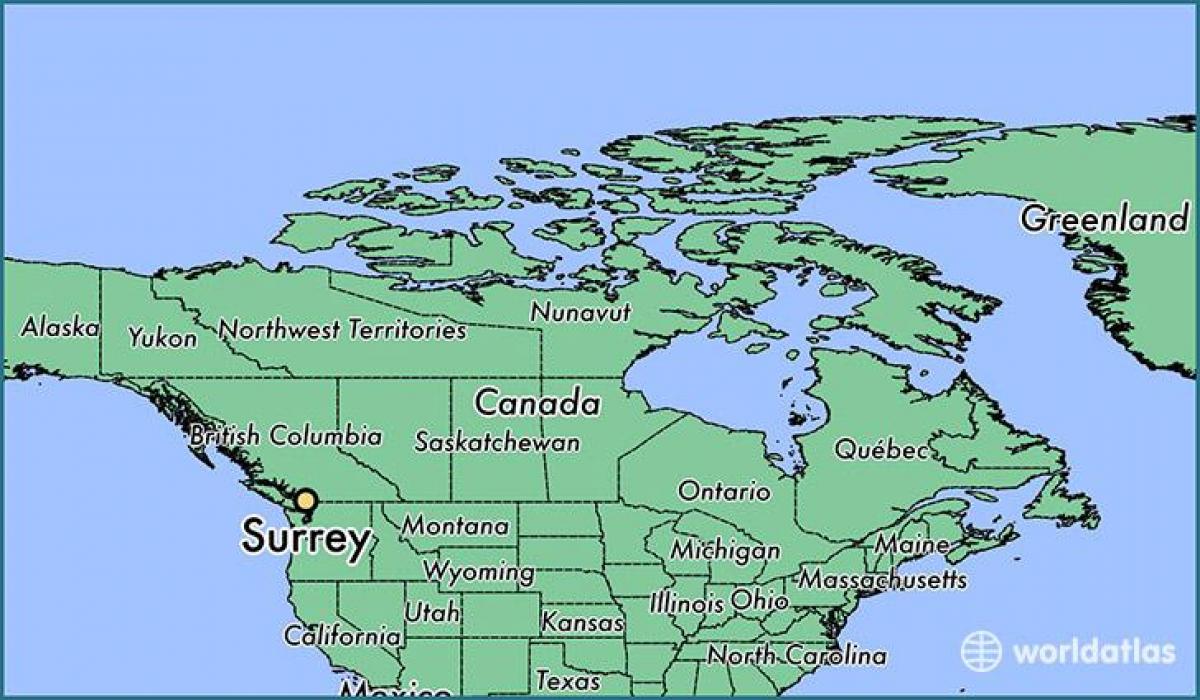 Greenland
Nunavut
Alaska
Yukon
Northwest Territories
Canada
British Columbia
Saskatchewan
Québec
Ontario
Surrey
Montana
Michigan
Maine
Wyoming
Massachusetts
Utah
Illinois
Ohio
Kansas
California
North Carolina
worldatlas
Texas
Mexico